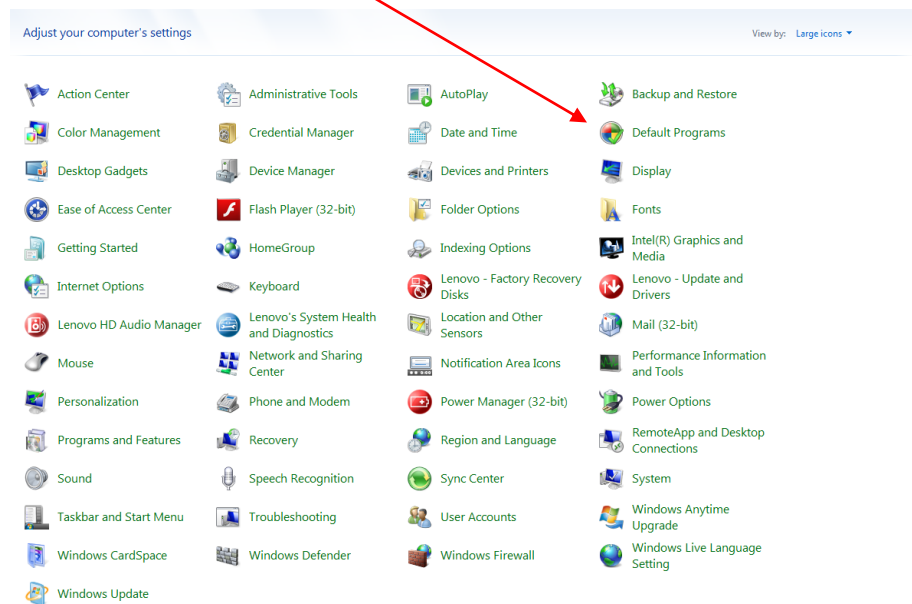 Adjust your computer's settings
View by: Large icons
Action Center
Administrative Tools
AutoPlay
Backup and Restore
Color Management
Credential Manager
Date and Time
Default Programs
Desktop Gadgets
Device Manager
Devices and Printers
Display
Ease of Access Center
Flash Player (32-bit)
Folder Options
Fonts
Getting Started
HomeGroup
Indexing Options
Intel(R) Graphics and
Media
Internet Options
Keyboard
Lenovo - Factory Recovery
Disks
Lenovo - Update and
Drivers
Lenovo HD Audio Manager
Lenovo's System Health
and Diagnostics
Location and Other
Sensors
Mail (32-bit)
Mouse
Network and Sharing
Center
Notification Area Icons
Performance Information
and Tools
Personalization
Phone and Modem
Power Manager (32-bit)
Power Options
Programs and Features
Recovery
Region and Language
RemoteApp and Desktop
Connections
Sound
Speech Recognition
Sync Center
System
Taskbar and Start Menu
Troubleshooting
User Accounts
Windows Anytime
Upgrade
Windows CardSpace
Windows Defender
Windows Firewall
Windows Live Language
Setting
Windows Update